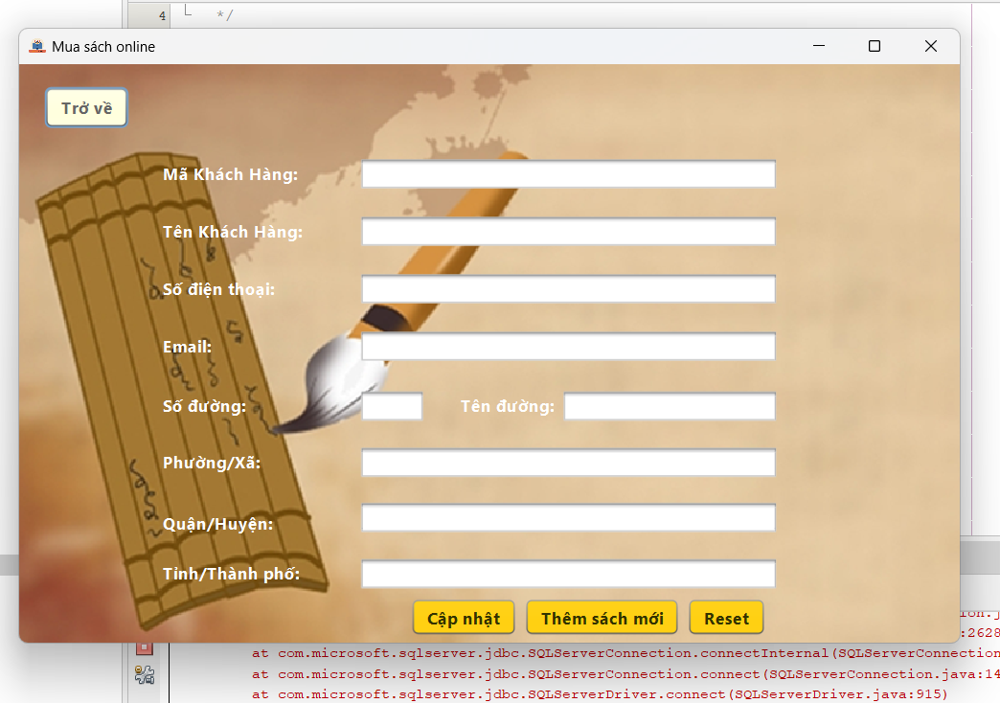 4 */
Mua sách online
Trở về
Mã Khách Hàng:
Tên Khách Hàng:
Số điện thoại:
Email:
Số đường: Tên đường:
Phường/Xã:
Quận/Huyện:
Tỉnh/Thành phố:
Cập nhật Thêm sách mới Reset
:2628
at com.microsoft.sqlserver.jdbc.SQLServerConnection.connectInternal(SQLServerConnection
at com.microsoft.sqlserver.jdbc.SQLServerConnection.connect(SQLServerConnection.java:14
at com.microsoft.sqlserver.jdbc.SQLServerDriver.connect(SQLServerDriver.java:915)